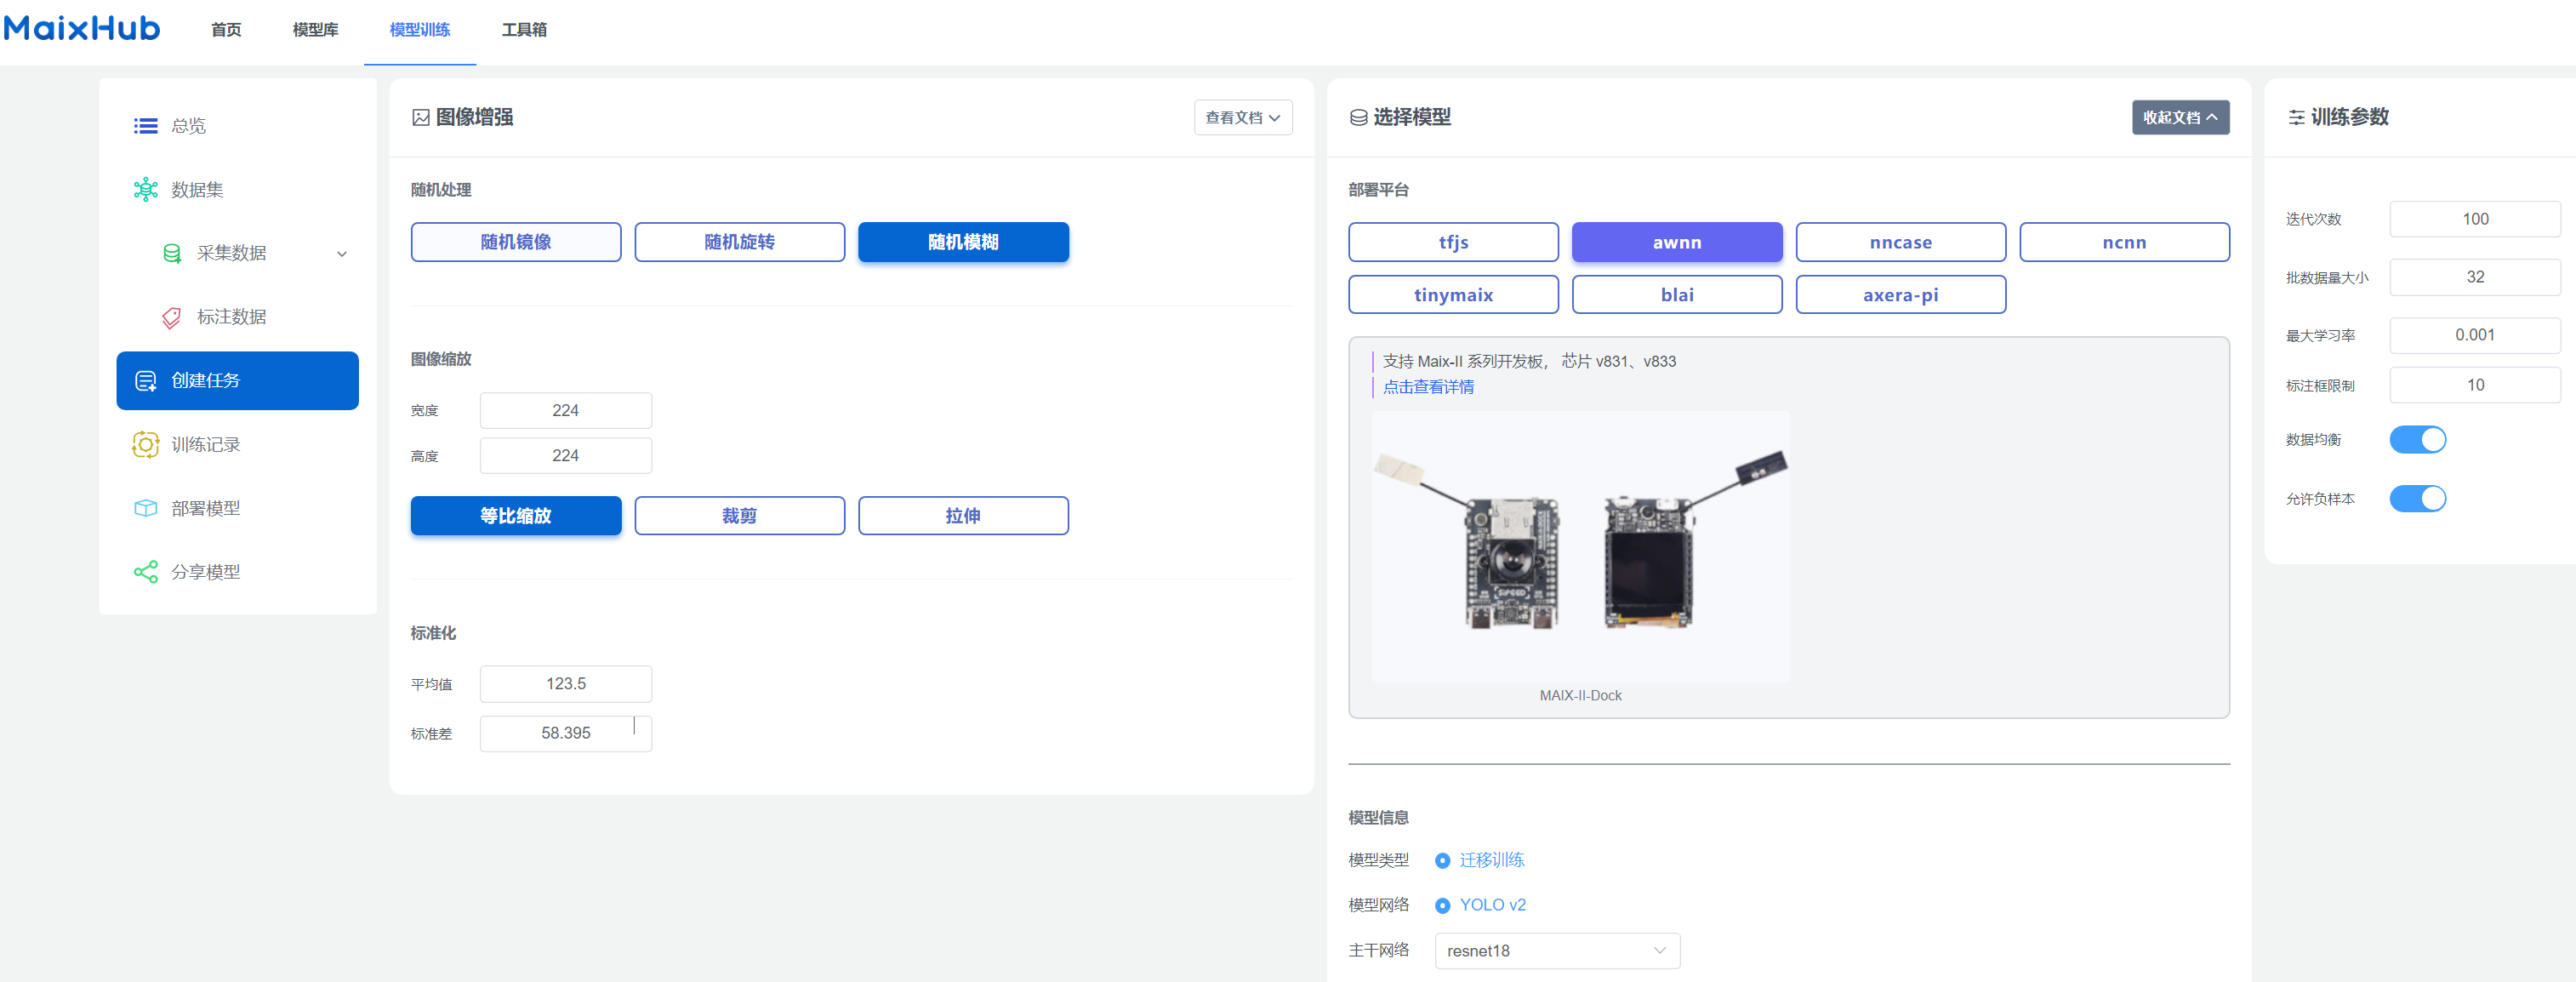 MaixHub
首页
模型库
模型训练
工具箱
总览
数据集
采集数据
标注数据
创建任务
训练记录
部署模型
分享模型
图像增强
查看文档
随机处理
随机镜像
随机旋转
随机模糊
图像缩放
宽度
224
高度
224
等比缩放
裁剪
拉伸
标准化
平均值
123.5
标准差
58.395
选择模型
收起文档
部署平台
tfjs
awnn
nncase
ncnn
tinymaix
blai
axera-pi
支持 Maix-II 系列开发板， 芯片 v831、v833
点击查看详情
SiPEED
MAIX-II-Dock
模型信息
模型类型
迁移训练
模型网络
YOLO v2
主干网络
resnet18
训练参数
迭代次数
100
批数据量大小
32
最大学习率
0.001
标注框限制
10
数据均衡
允许负样本